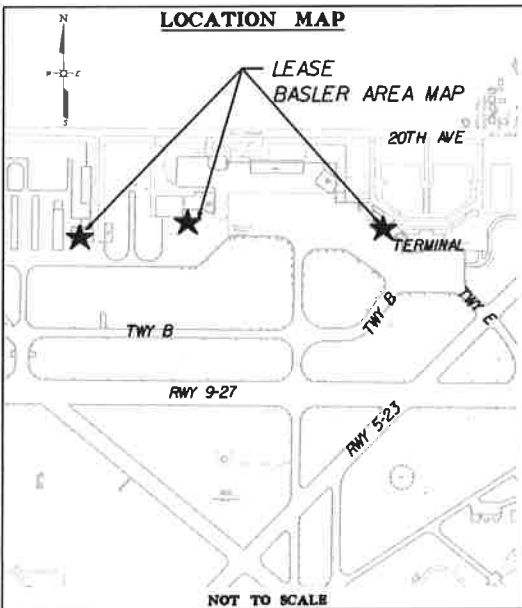 LOCATION MAP
N
W E
S
LEASE
BASLER AREA MAP
20TH AVE
TERMINAL
TWY B
TWY B
TWY E
RWY 9-27
RWY 5-23
NOT TO SCALE